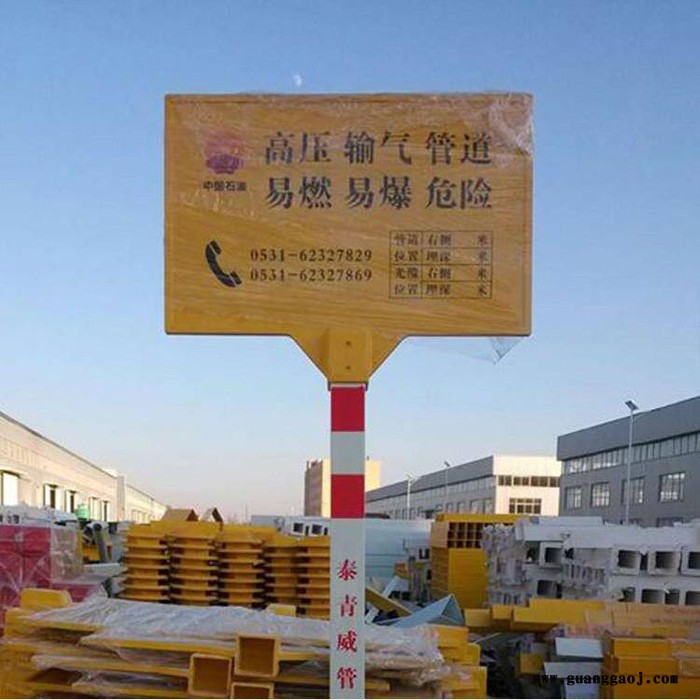 高压 输气 管道
中国石油
易燃 易爆 危险
0531-62327829
0531-62327869
管道 右侧 米
位置 埋深 米
光缆 右侧 米
位置 埋深 米
泰青威管
www.guanggaoj.com